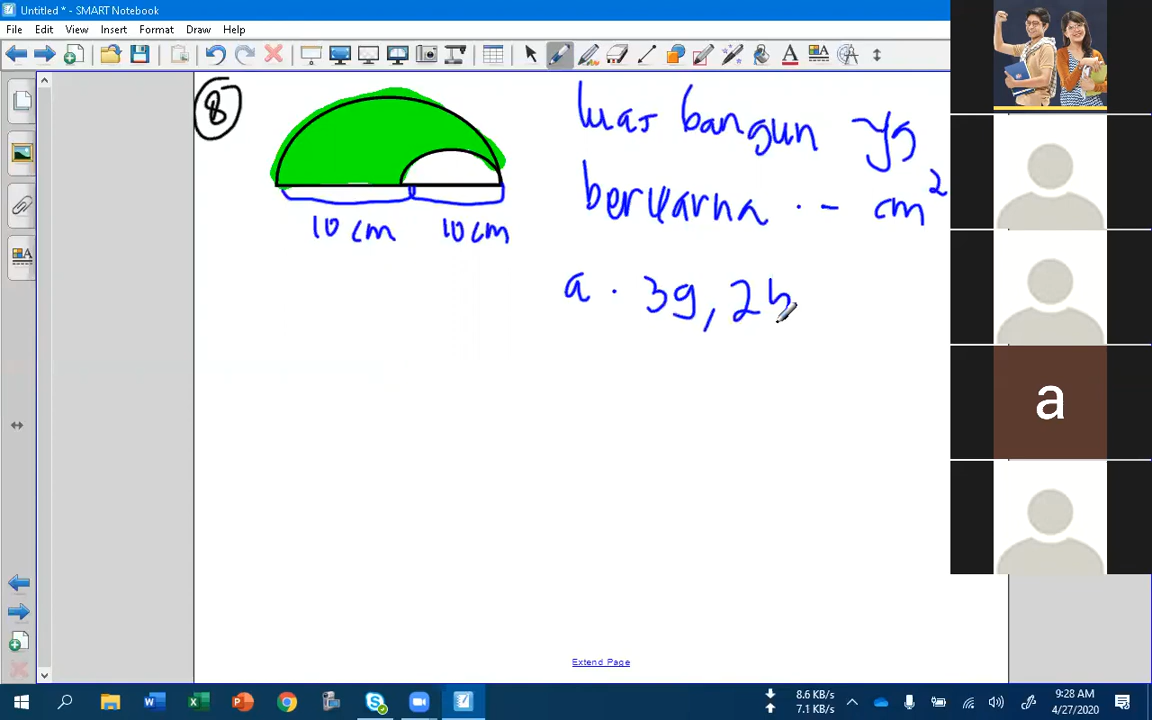 Untitled * - SMART Notebook
File Edit View Insert Format Draw Help
8
luas bangun yg
berwarna .. - cm²
10 cm 10 cm
a . 39, 25
a
Extend Page
8.6 KB/s
7.1 KB/s
9:28 AM
4/27/2020